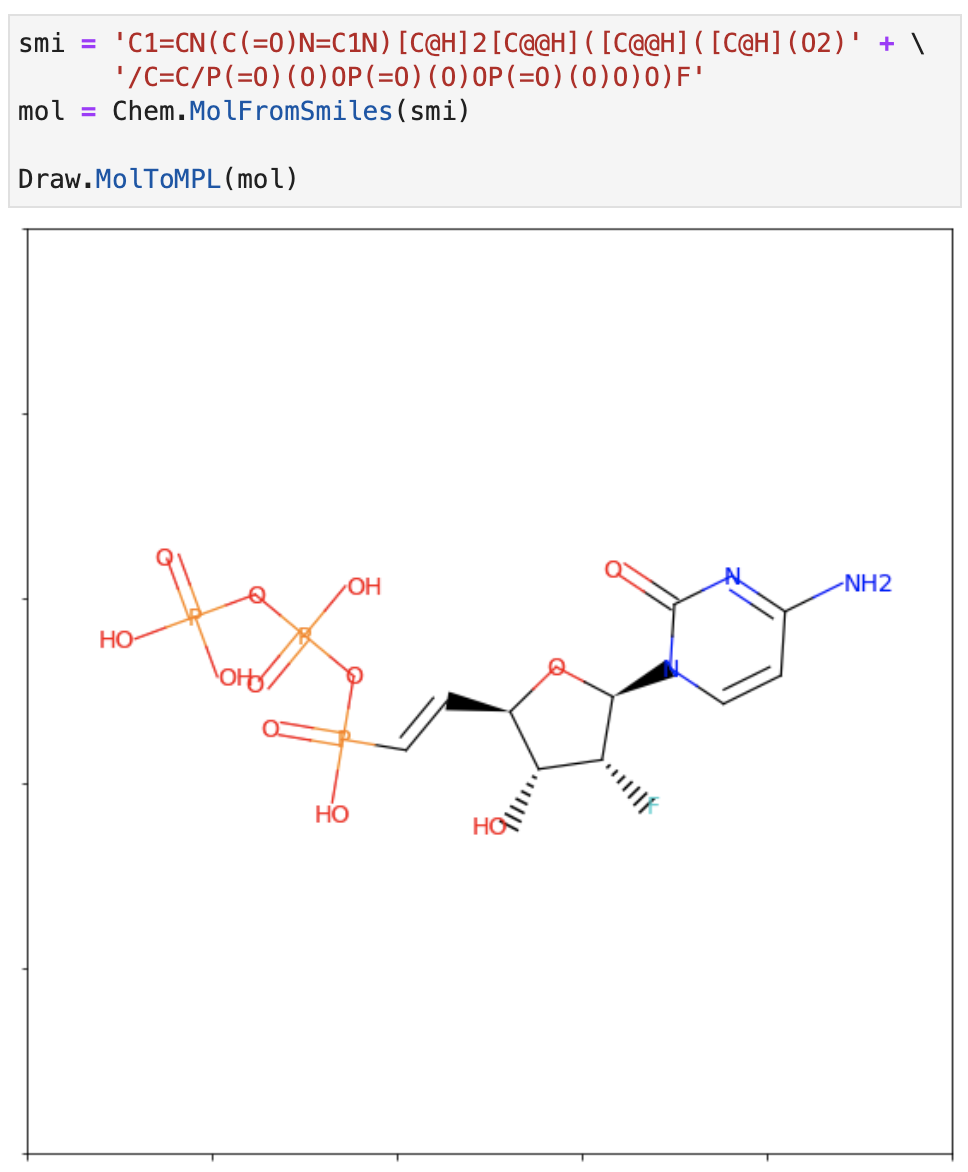 smi = 'C1=CN(C(=O)N=C1N)[C@H]2[C@@H]([C@@H]([C@H](O2)' + \
'/C=C/P(=O)(O)OP(=O)(O)OP(=O)(O)O)O)F'
mol = Chem.MolFromSmiles(smi)
Draw.MolToMPL(mol)
O
O
N
NH2
O
OH
P
P
HO
OH
O
O
N
O
O
P
HO
HO
F